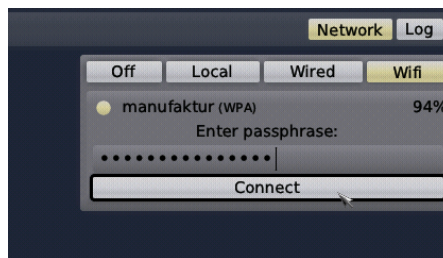 Network Log
Off Local Wired Wifi
manufaktur (WPA) 94%
Enter passphrase:
Connect